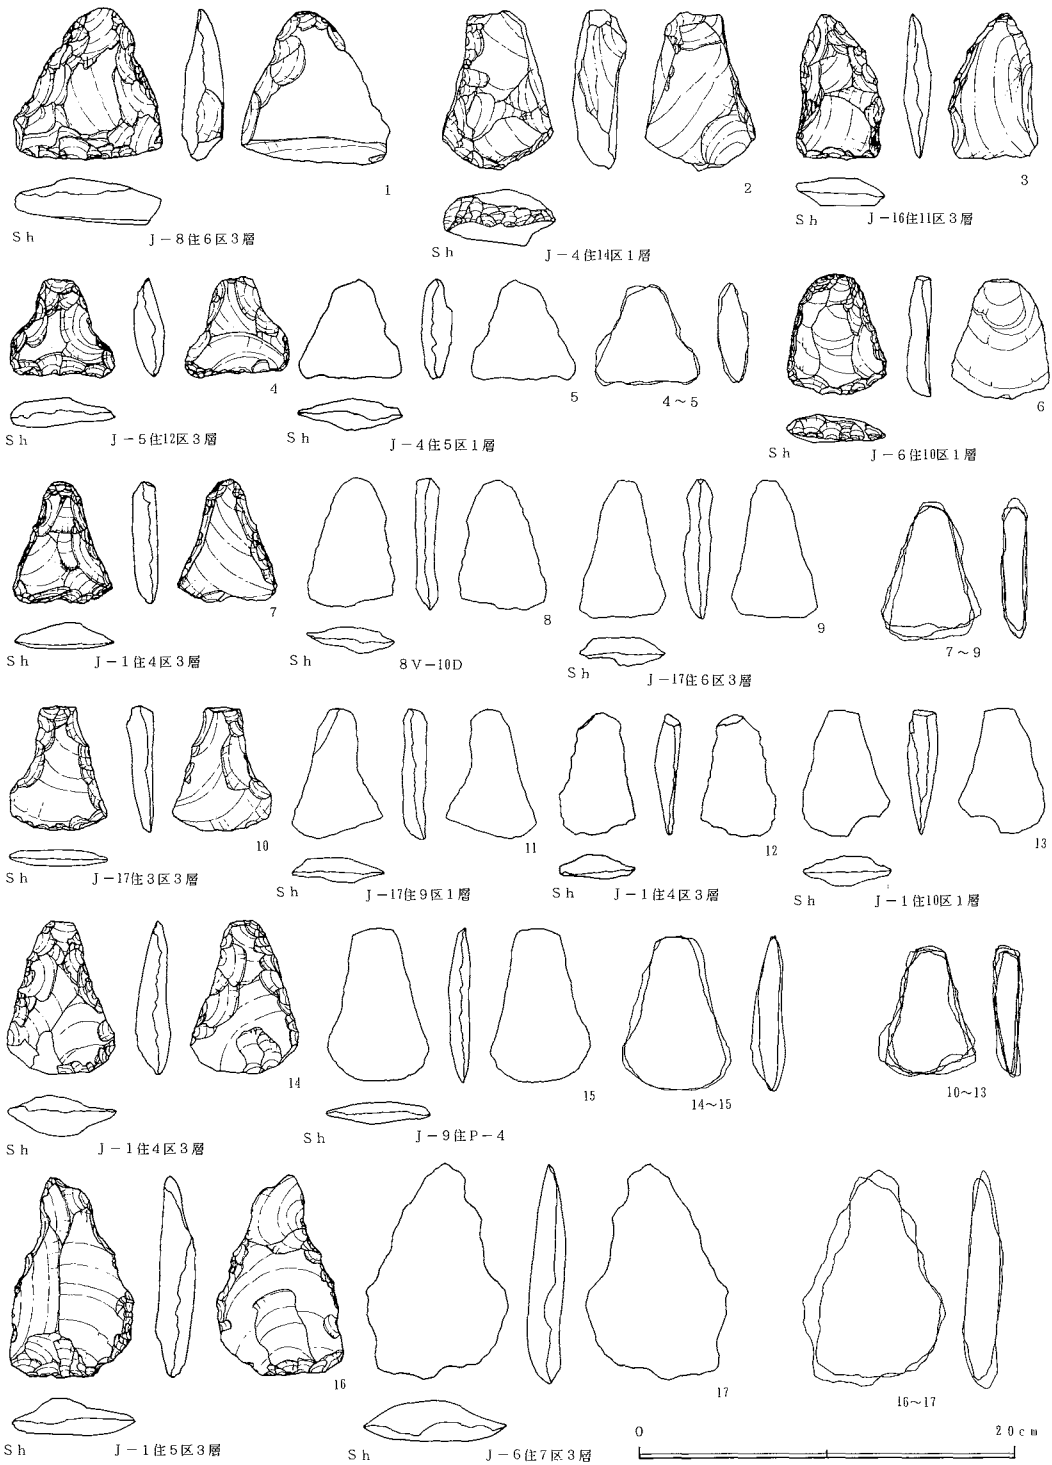 1
Sh J-8住6区3層
2
Sh J-4住14区1層
3
Sh J-16住11区3層
4
Sh J-5住12区3層
5
Sh J-4住5区1層
4～5
6
Sh J-6住10区1層
7
Sh J-1住4区3層
8
Sh 8V-10D
9
Sh J-17住6区3層
7～9
10
Sh J-17住3区3層
11
Sh J-17住9区1層
12
Sh J-1住4区3層
13
Sh J-1住10区1層
14
Sh J-1住4区3層
15
Sh J-9住P-4
14～15
10～13
16
Sh J-1住5区3層
17
Sh J-6住7区3層
16～17
0 20cm